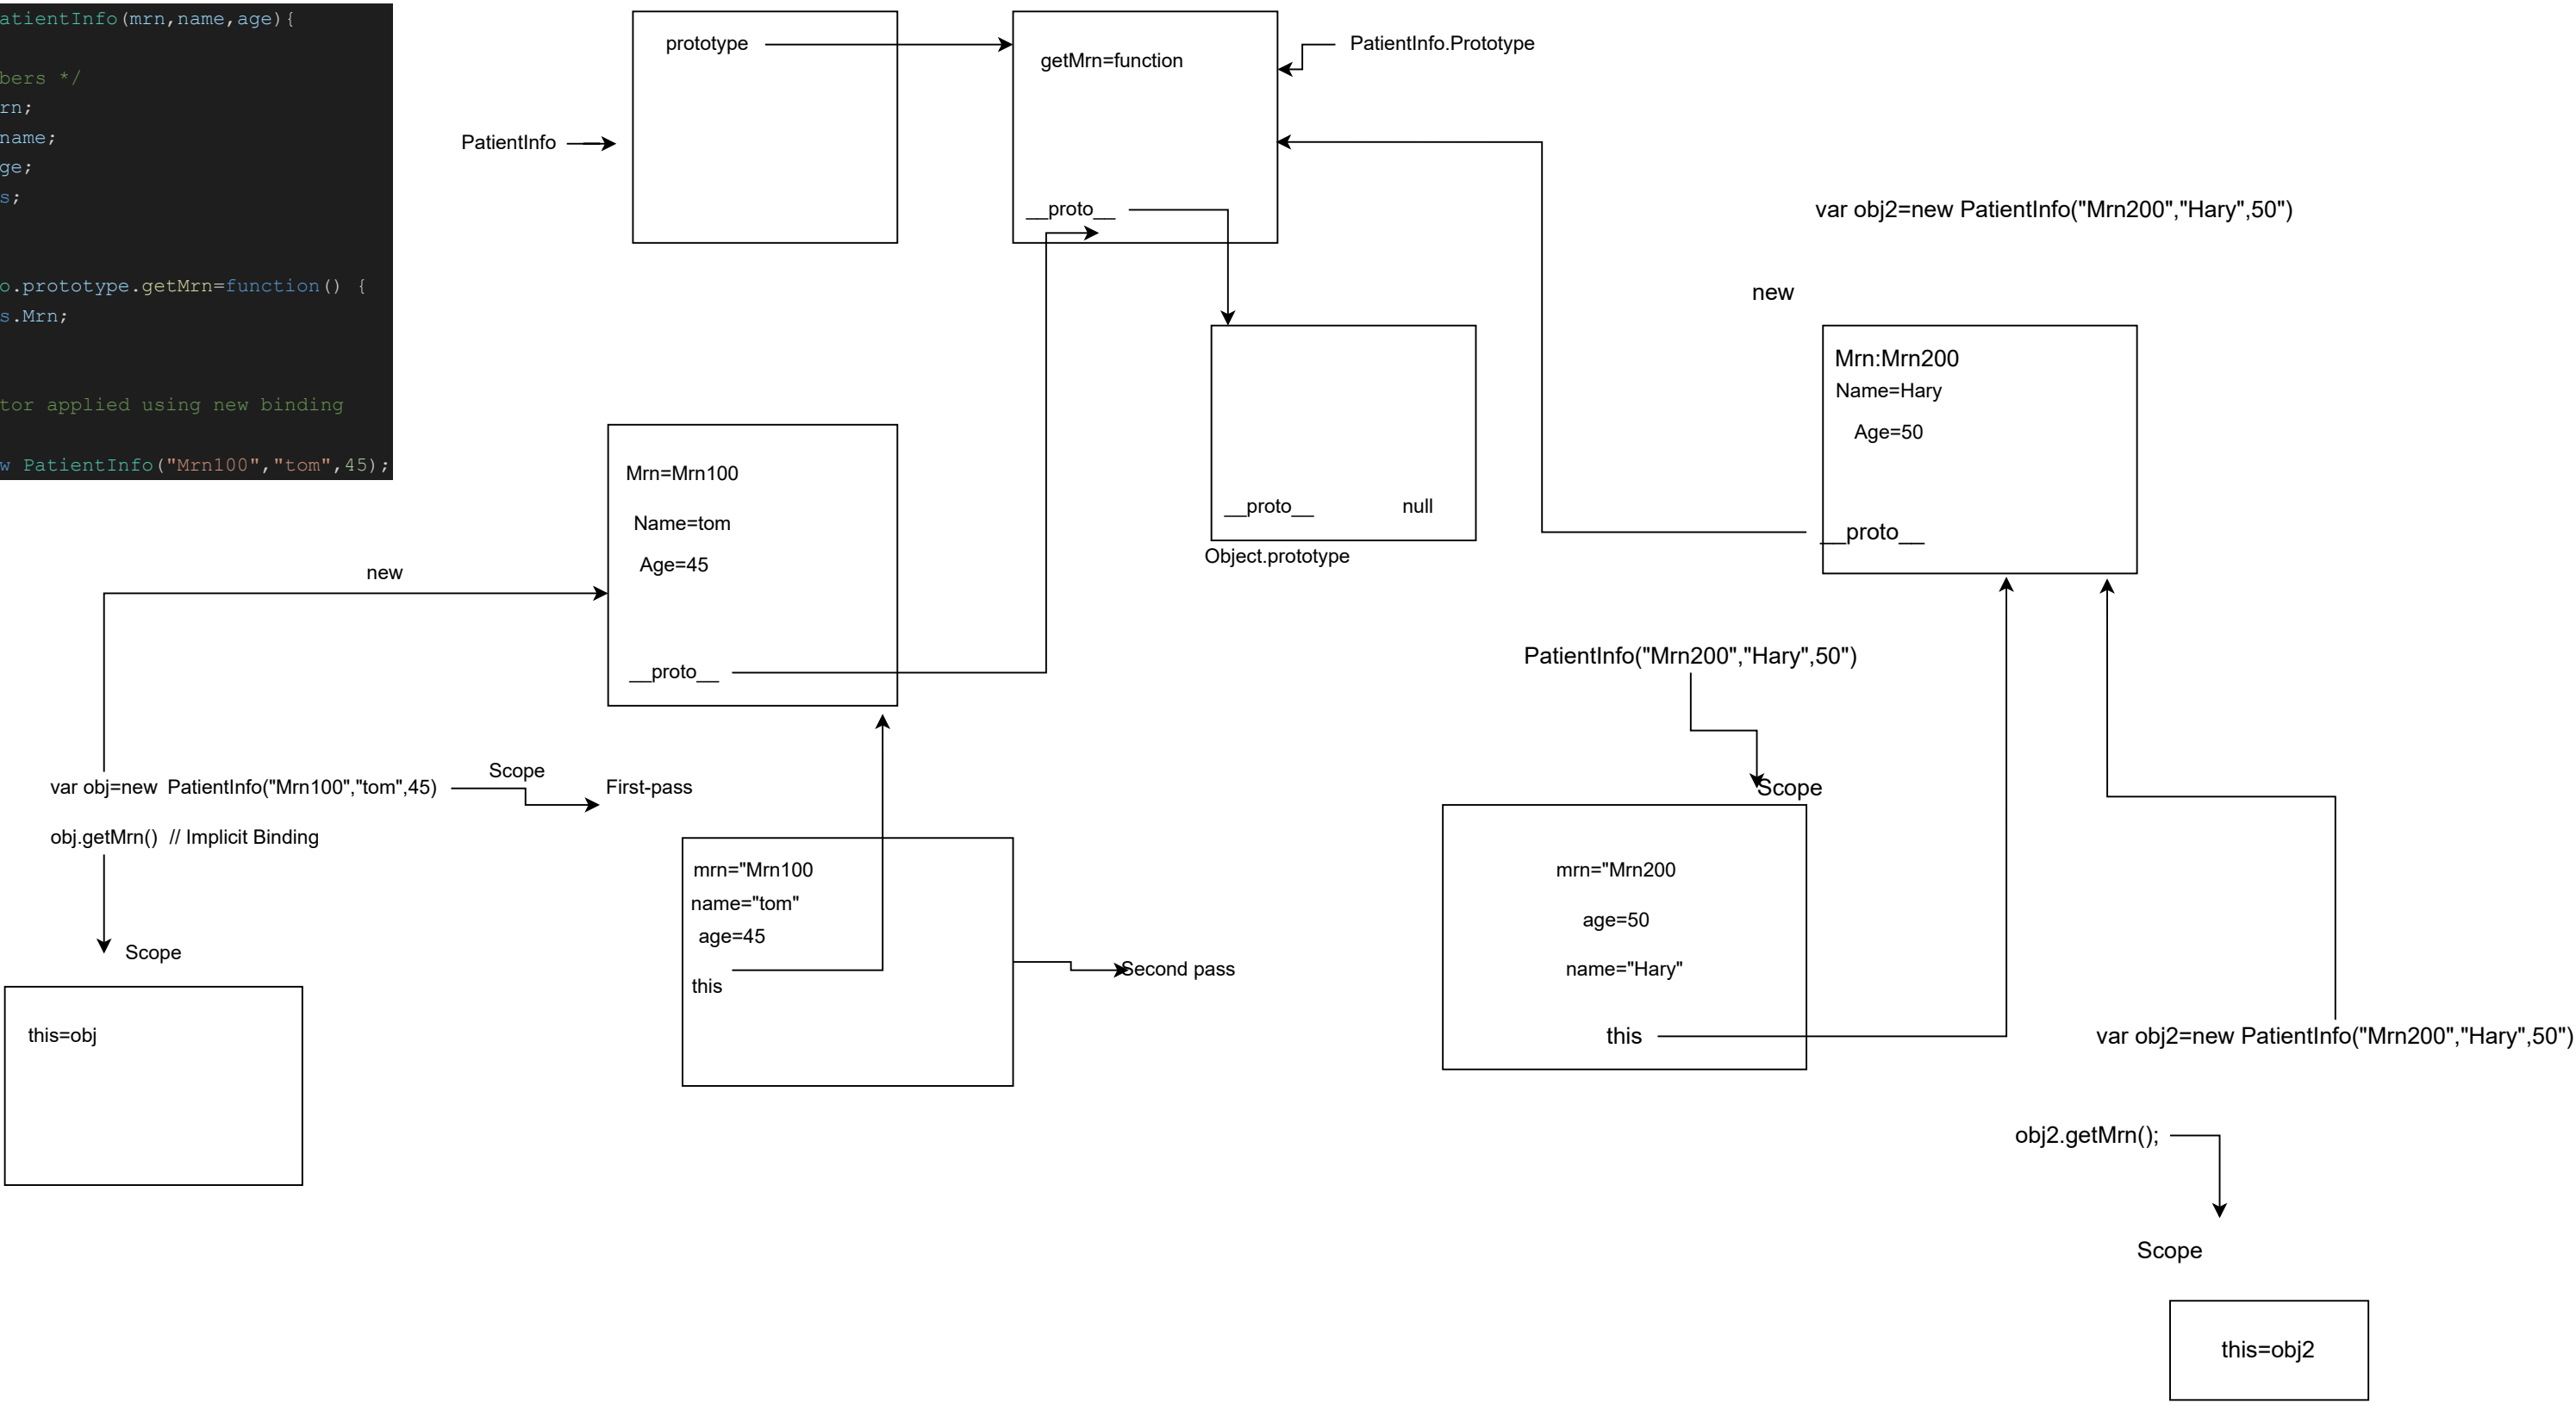 atientInfo(mrn,name,age){
bers */
rn;
name;
ge;
s;
o.prototype.getMrn=function() {
s.Mrn;
tor applied using new binding
w PatientInfo("Mrn100","tom",45);
prototype
PatientInfo
getMrn=function
__proto__
PatientInfo.Prototype
var obj2=new PatientInfo("Mrn200","Hary",50")
new
Mrn:Mrn200
Name=Hary
Age=50
__proto__
__proto__ null
Object.prototype
Mrn=Mrn100
Name=tom
Age=45
__proto__
new
var obj=new PatientInfo("Mrn100","tom",45)
Scope
First-pass
obj.getMrn() // Implicit Binding
Scope
this=obj
mrn="Mrn100
name="tom"
age=45
this
Second pass
PatientInfo("Mrn200","Hary",50")
Scope
mrn="Mrn200
age=50
name="Hary"
this
var obj2=new PatientInfo("Mrn200","Hary",50")
obj2.getMrn();
Scope
this=obj2